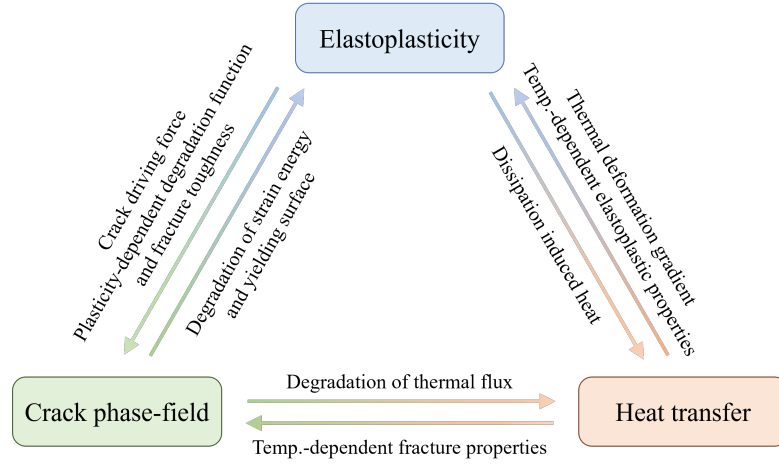 Elastoplasticity
Crack driving force
Plasticity-dependent degradation function
and fracture toughness
Degradation of strain energy
and yielding surface
Thermal deformation gradient
Temp.-dependent elastoplastic properties
Dissipation induced heat
Crack phase-field
Degradation of thermal flux
Temp.-dependent fracture properties
Heat transfer